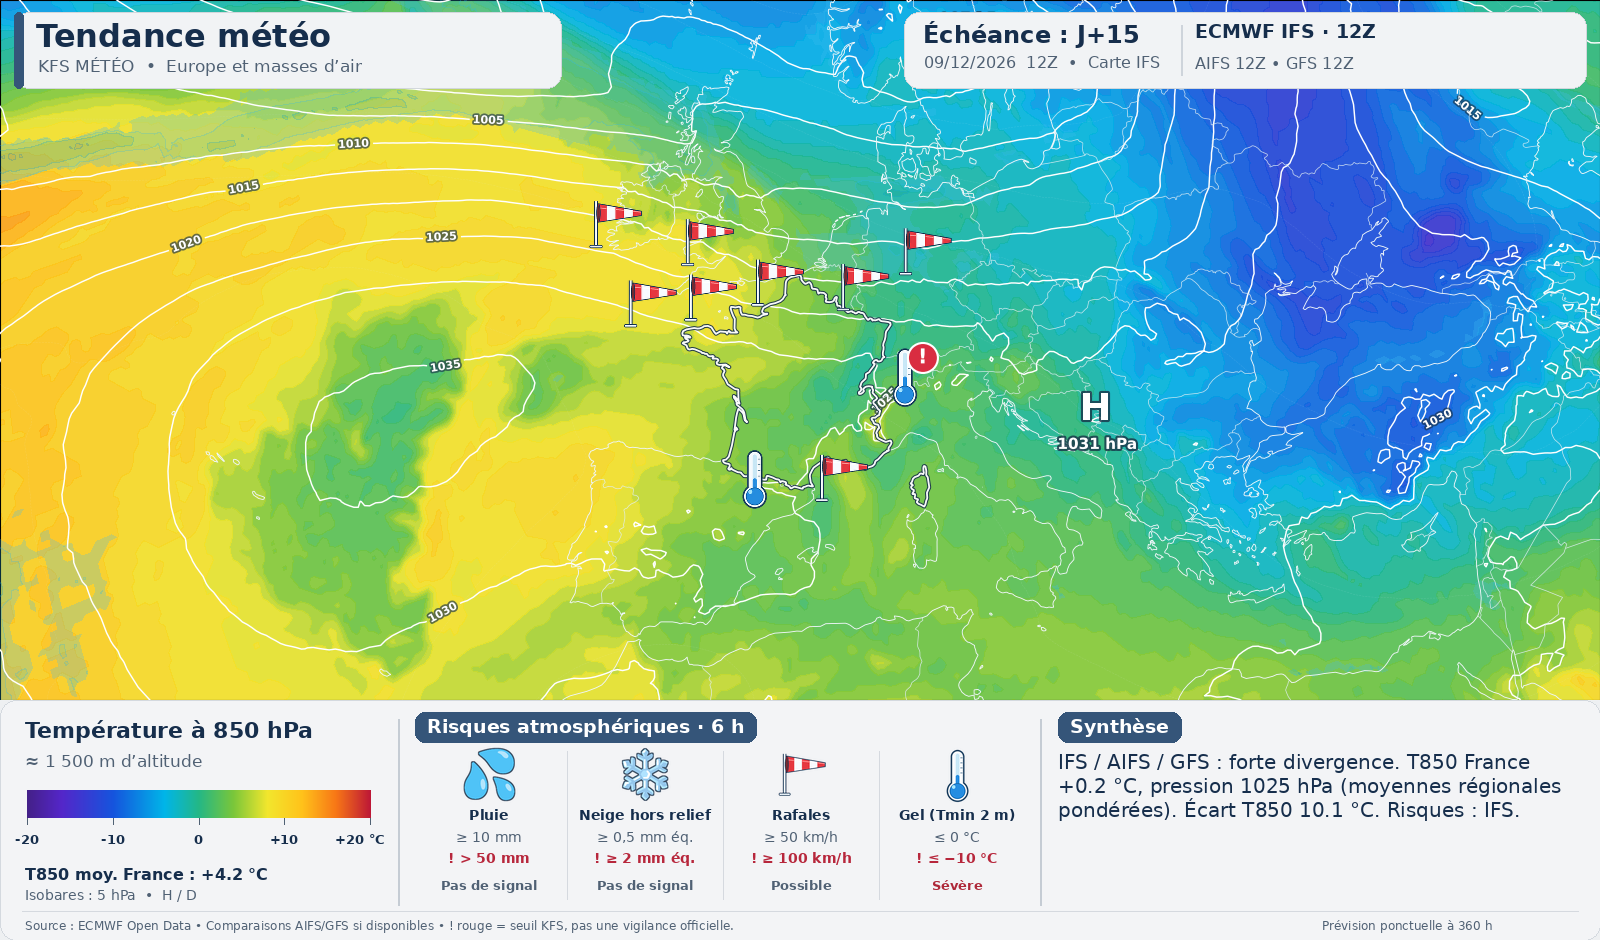 Tendance météo
KFS MÉTÉO • Europe et masses d’air
Échéance : J+15
09/12/2026 12Z • Carte IFS
ECMWF IFS · 12Z
AIFS 12Z • GFS 12Z
1015
1005
1010
1015
1020
1025
1035
1025
H
1031 hPa
1030
1030
Température à 850 hPa
≈ 1 500 m d’altitude
-20 -10 0 +10 +20 °C
T850 moy. France : +4.2 °C
Isobares : 5 hPa • H / D
Risques atmosphériques · 6 h
Pluie
≥ 10 mm
! > 50 mm
Pas de signal
Neige hors relief
≥ 0,5 mm éq.
! ≥ 2 mm éq.
Pas de signal
Rafales
≥ 50 km/h
! ≥ 100 km/h
Possible
Gel (Tmin 2 m)
≤ 0 °C
! ≤ −10 °C
Sévère
!
Synthèse
IFS / AIFS / GFS : forte divergence. T850 France
+0.2 °C, pression 1025 hPa (moyennes régionales
pondérées). Écart T850 10.1 °C. Risques : IFS.
Source : ECMWF Open Data • Comparaisons AIFS/GFS si disponibles • ! rouge = seuil KFS, pas une vigilance officielle.
Prévision ponctuelle à 360 h